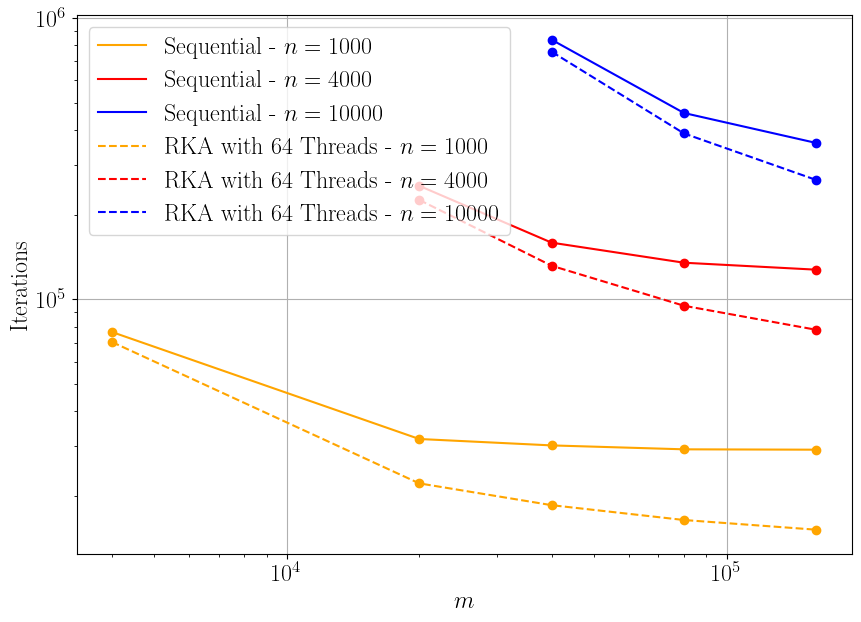 10^6
Sequential - n = 1000
Sequential - n = 4000
Sequential - n = 10000
RKA with 64 Threads - n = 1000
RKA with 64 Threads - n = 4000
RKA with 64 Threads - n = 10000
Iterations
10^5
10^4
10^5
m